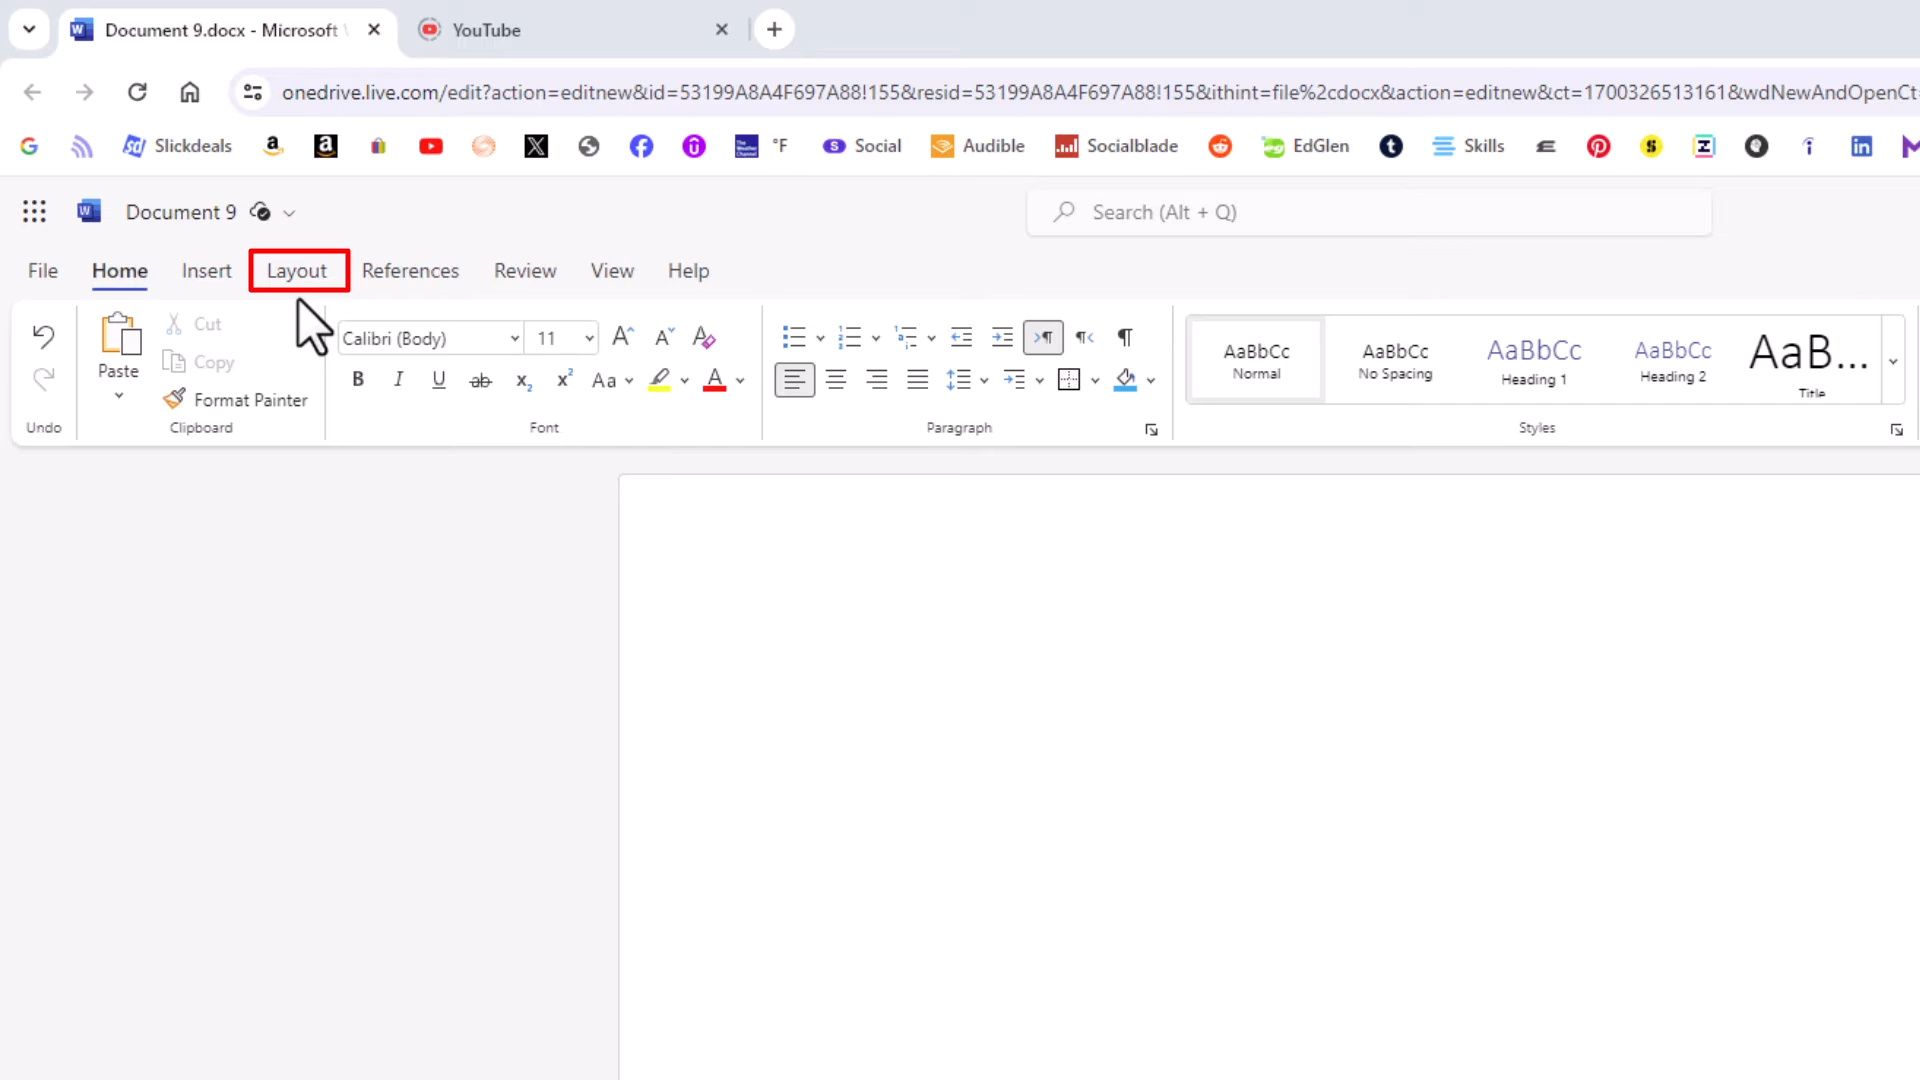 Document 9.docx - Microsoft
YouTube
onedrive.live.com/edit?action=editnew&id=53199A8A4F697A88!155&resid=53199A8A4F697A88!155&ithint=file%2cdocx&action=editnew&ct=1700326513161&wdNewAndOpenCt
Slickdeals
°F
Social
Audible
Socialblade
EdGlen
Skills
Document 9
Search (Alt + Q)
File Home Insert Layout References Review View Help
Paste
Cut
Copy
Format Painter
Calibri (Body)
11
AaBbCc
Normal
AaBbCc
No Spacing
AaBbCc
Heading 1
AaBbCc
Heading 2
AaB...
Title
Undo
Clipboard
Font
Paragraph
Styles